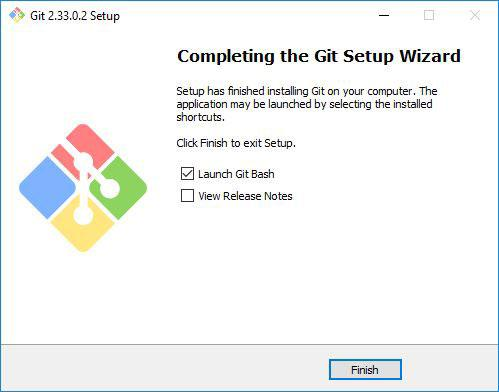 Git 2.33.0.2 Setup
Completing the Git Setup Wizard
Setup has finished installing Git on your computer. The
application may be launched by selecting the installed
shortcuts.
Click Finish to exit Setup.
Launch Git Bash
View Release Notes
Finish